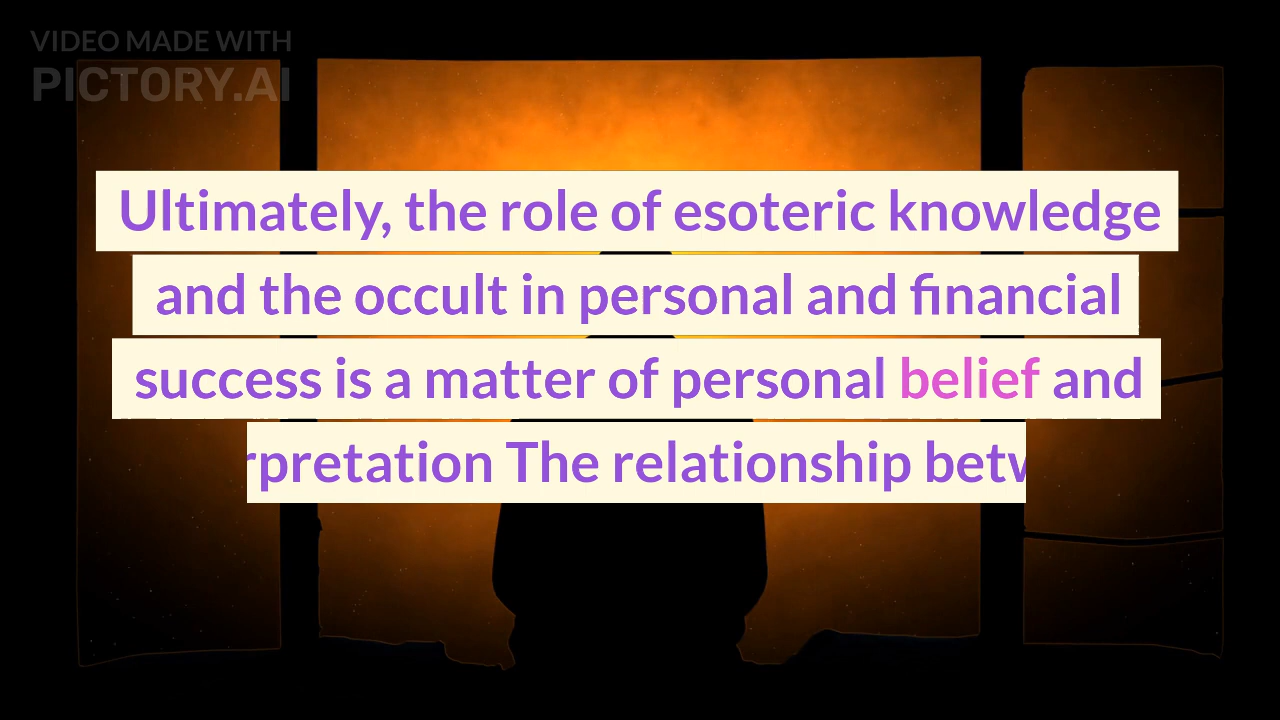 VIDEO MADE WITH
PICTORY.AI
Ultimately, the role of esoteric knowledge
and the occult in personal and financial
success is a matter of personal belief and
rpretation The relationship betw